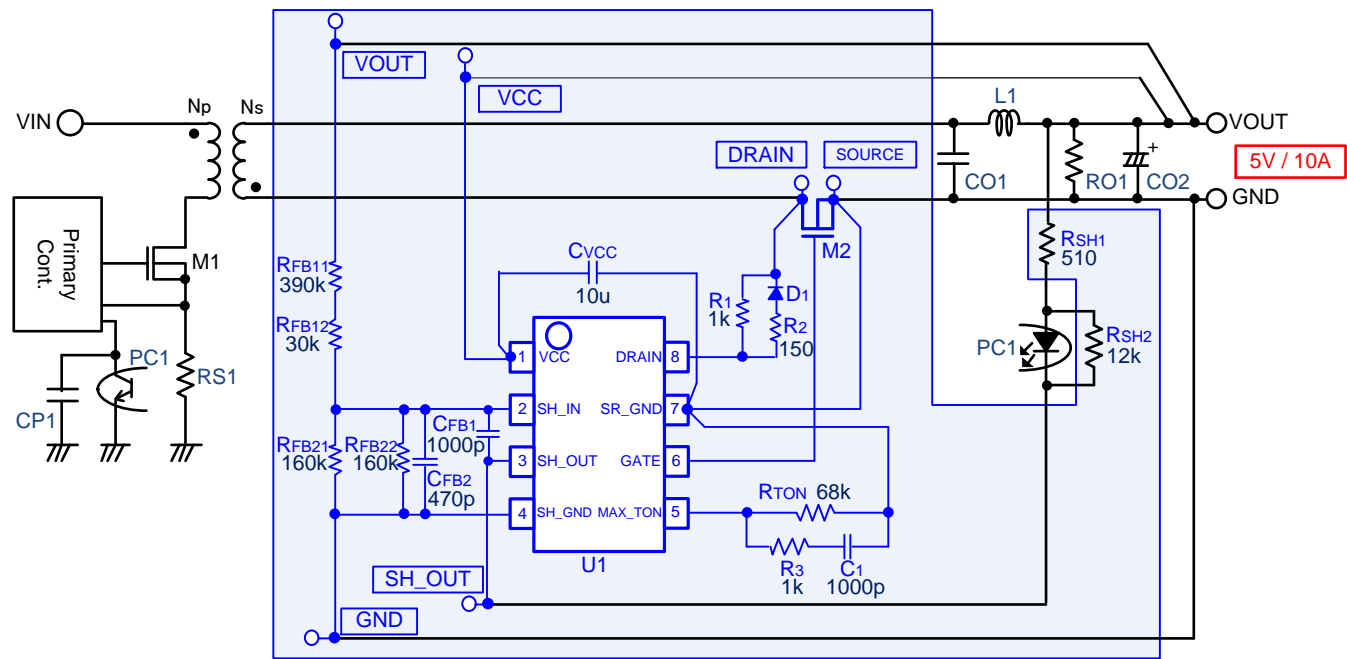 VOUT
VCC
Np
Ns
VIN
L1
VOUT
DRAIN
SOURCE
5V / 10A
CO1
RO1
CO2
+
GND
Primary
Cont.
M1
M2
RSH1
510
RFB11
390k
CVCC
10u
R1
1k
D1
R2
150
RFB12
30k
PC1
RSH2
12k
PC1
RS1
CP1
1
VCC
DRAIN
8
2
SH_IN
SR_GND
7
3
SH_OUT
GATE
6
4
SH_GND
MAX_TON
5
U1
RFB21
160k
RFB22
160k
CFB1
1000p
CFB2
470p
RTON
68k
R3
1k
C1
1000p
SH_OUT
GND